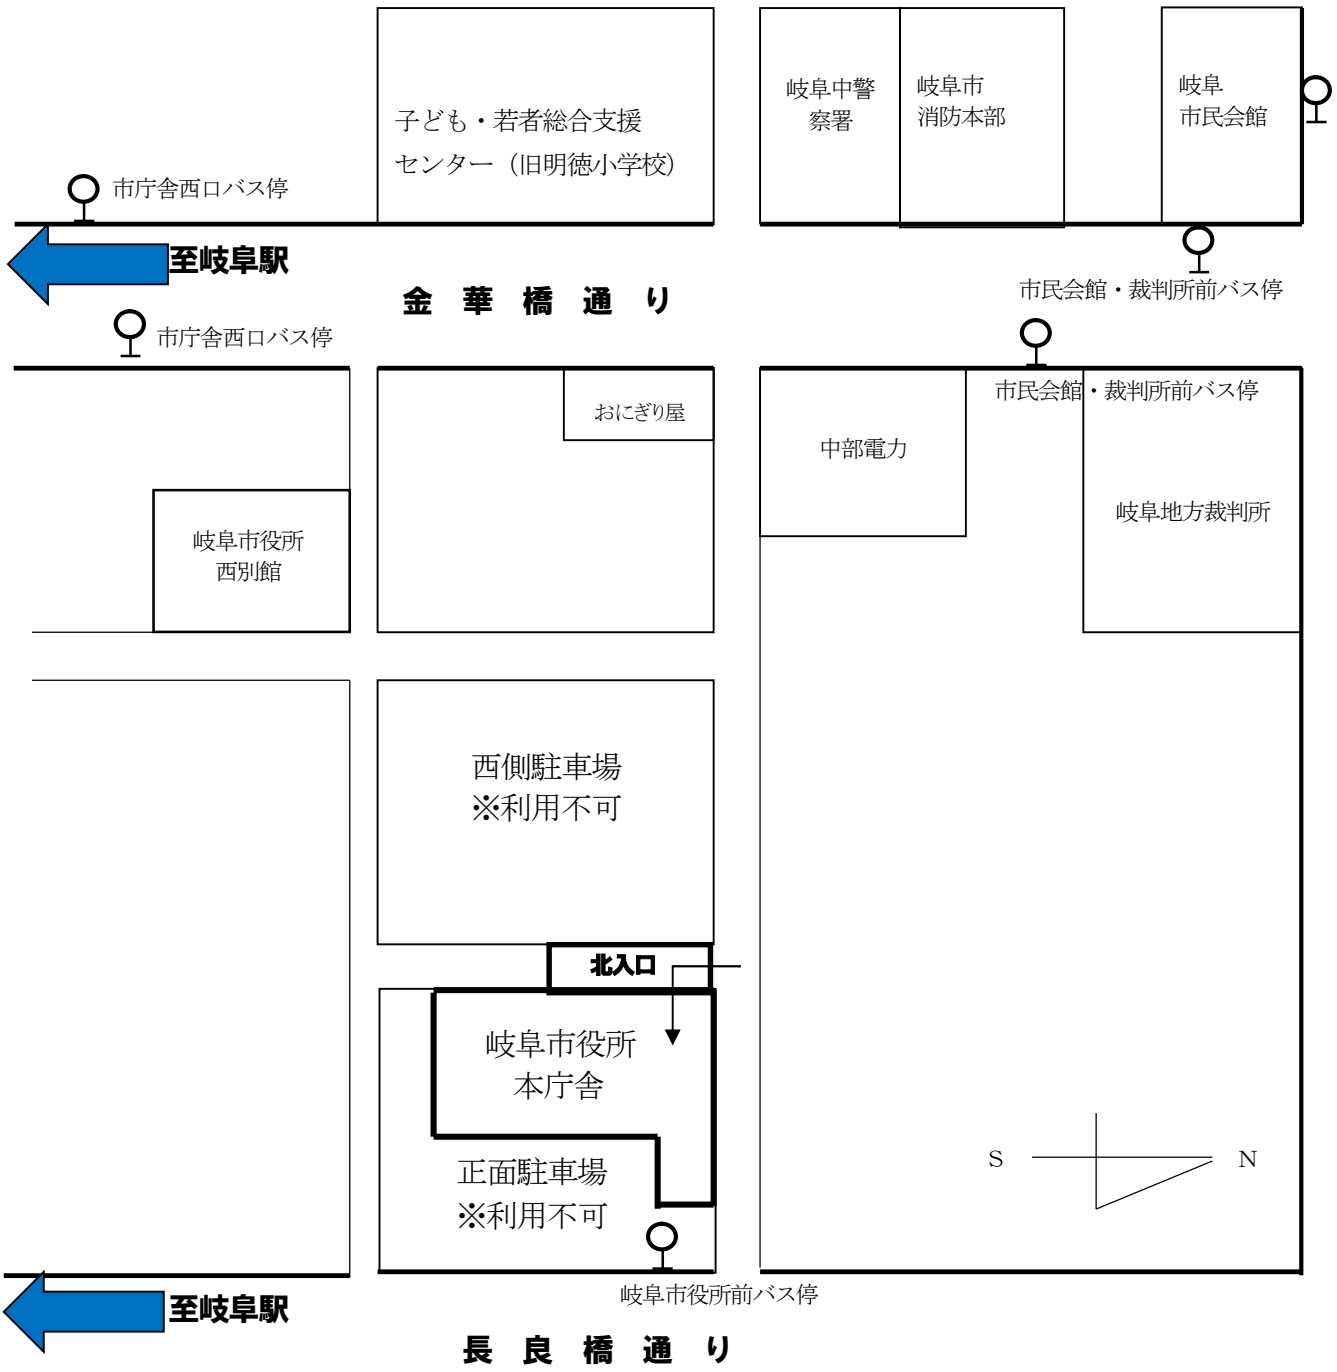 子ども・若者総合支援
センター（旧明徳小学校）
岐阜中警
察署
岐阜市
消防本部
岐阜
市民会館
市庁舎西口バス停
至岐阜駅
金華橋通り
市民会館・裁判所前バス停
市庁舎西口バス停
おにぎり屋
市民会館・裁判所前バス停
中部電力
岐阜地方裁判所
岐阜市役所
西別館
西側駐車場
※利用不可
北入口
岐阜市役所
本庁舎
正面駐車場
※利用不可
S
N
岐阜市役所前バス停
至岐阜駅
長良橋通り